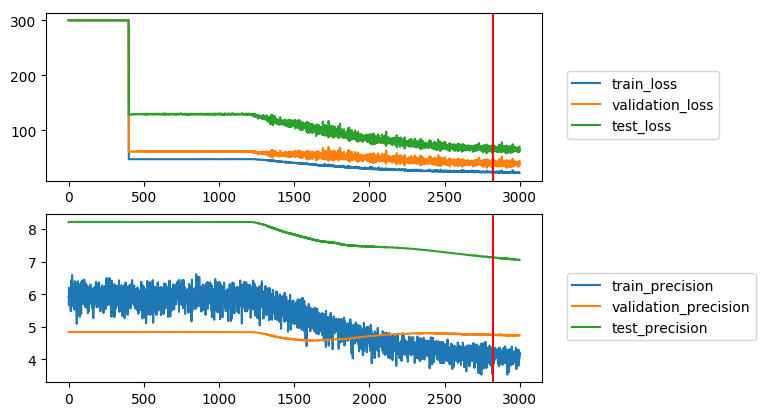 300
200
100
0 500 1000 1500 2000 2500 3000
train_loss
validation_loss
test_loss
8
7
6
5
4
0 500 1000 1500 2000 2500 3000
train_precision
validation_precision
test_precision